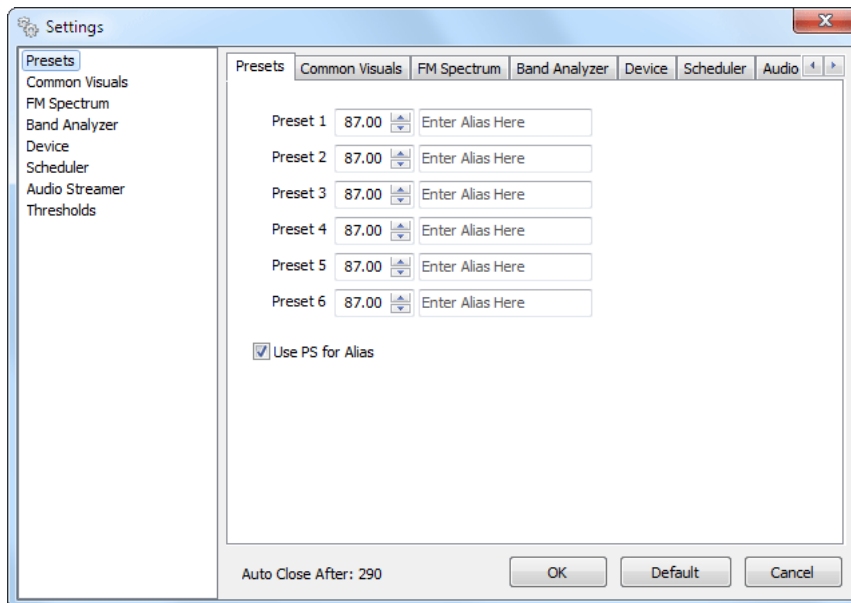 Settings
Presets
Common Visuals
FM Spectrum
Band Analyzer
Device
Scheduler
Audio Streamer
Thresholds
Presets Common Visuals FM Spectrum Band Analyzer Device Scheduler Audio
Preset 1 87.00 Enter Alias Here
Preset 2 87.00 Enter Alias Here
Preset 3 87.00 Enter Alias Here
Preset 4 87.00 Enter Alias Here
Preset 5 87.00 Enter Alias Here
Preset 6 87.00 Enter Alias Here
Use PS for Alias
Auto Close After: 290 OK Default Cancel